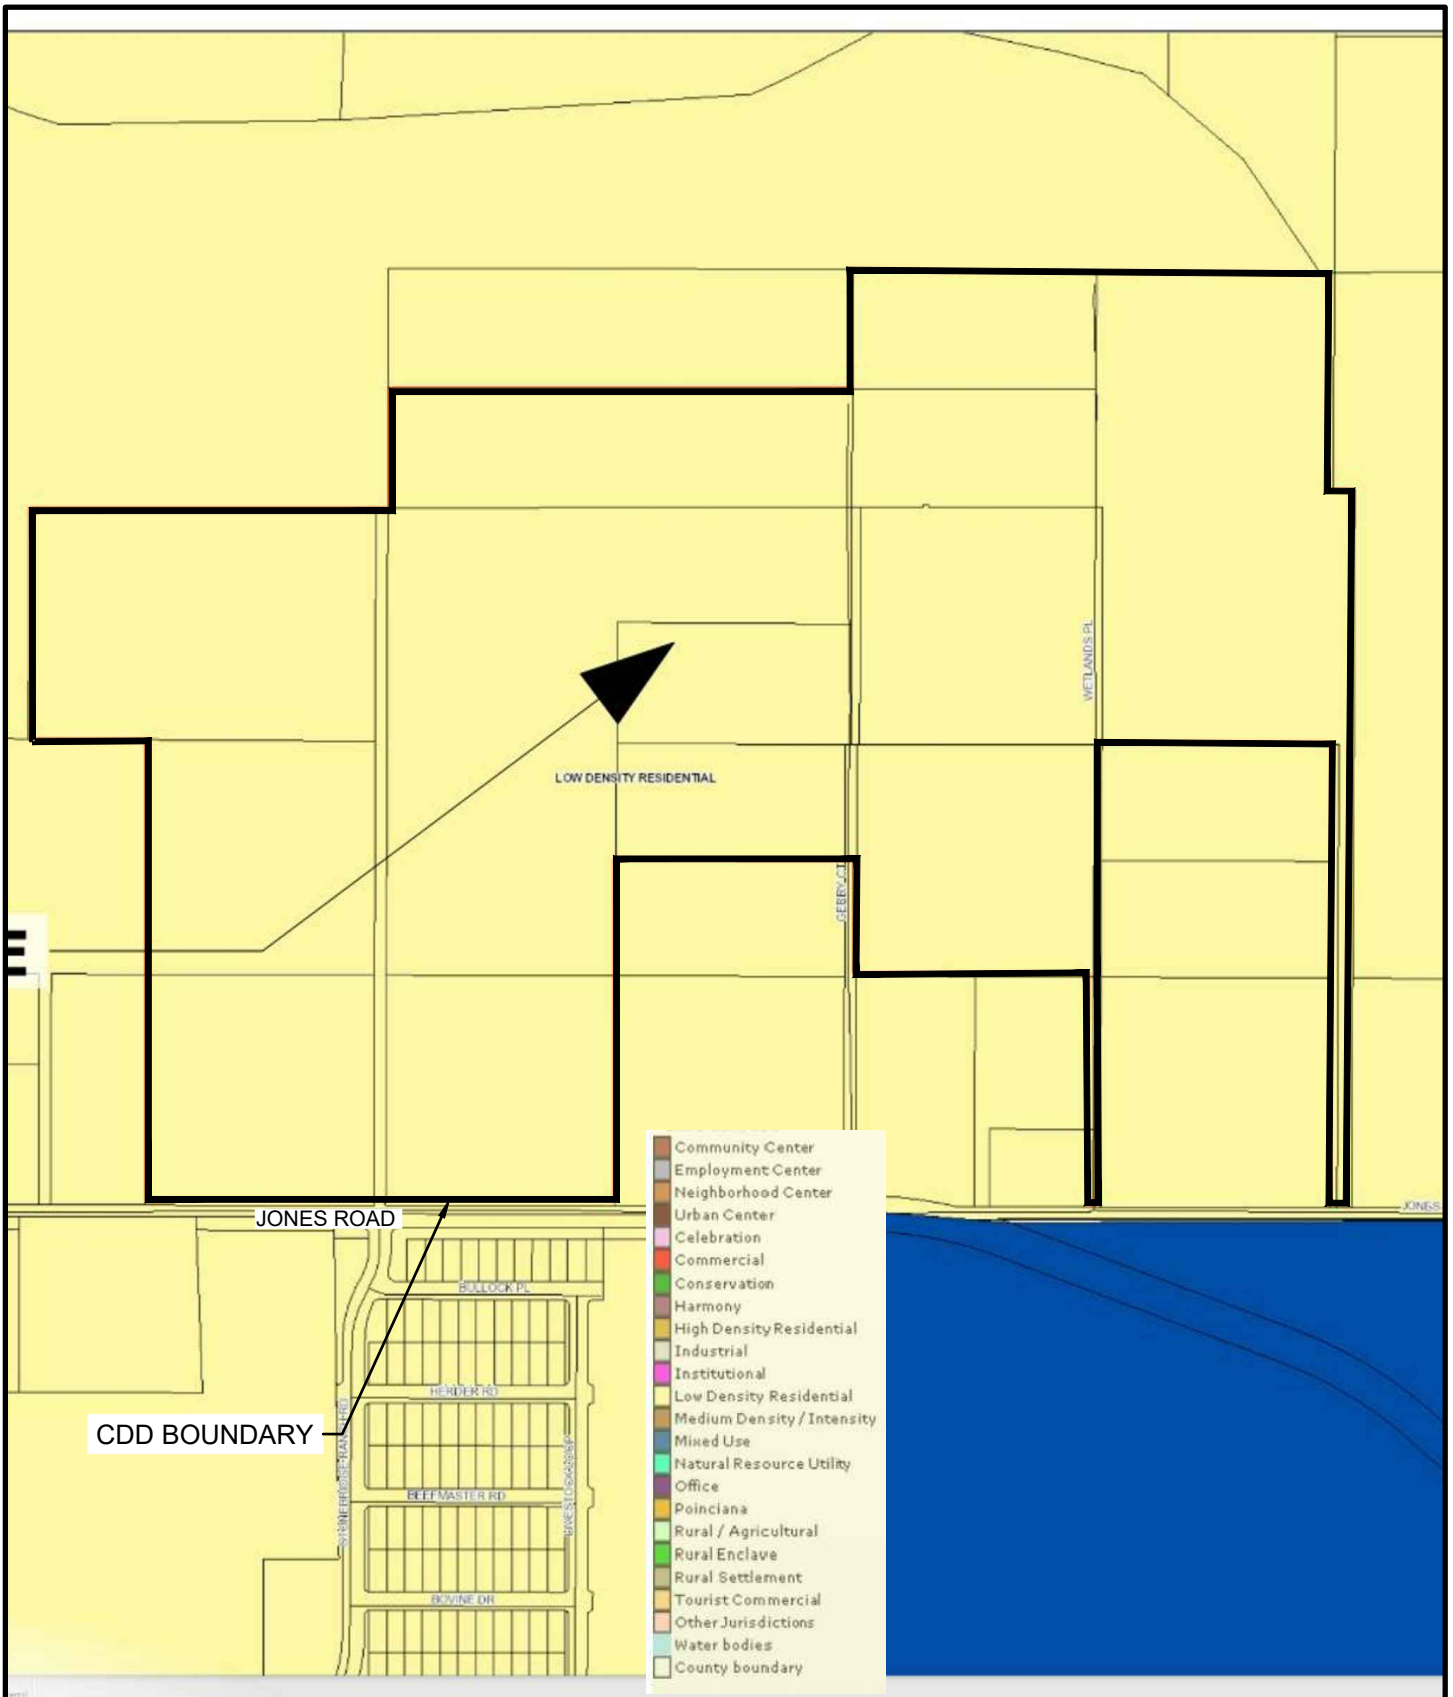 WETLANDS PL
LOW DENSITY RESIDENTIAL
GEBBY CT
E
JONES ROAD
JONES
BULLOCK PL
HERDER RD
CDD BOUNDARY
BEEFMASTER RD
BOVINE DR
Community Center
Employment Center
Neighborhood Center
Urban Center
Celebration
Commercial
Conservation
Harmony
High Density Residential
Industrial
Institutional
Low Density Residential
Medium Density / Intensity
Mixed Use
Natural Resource Utility
Office
Poinciana
Rural / Agricultural
Rural Enclave
Rural Settlement
Tourist Commercial
Other Jurisdictions
Water bodies
County boundary